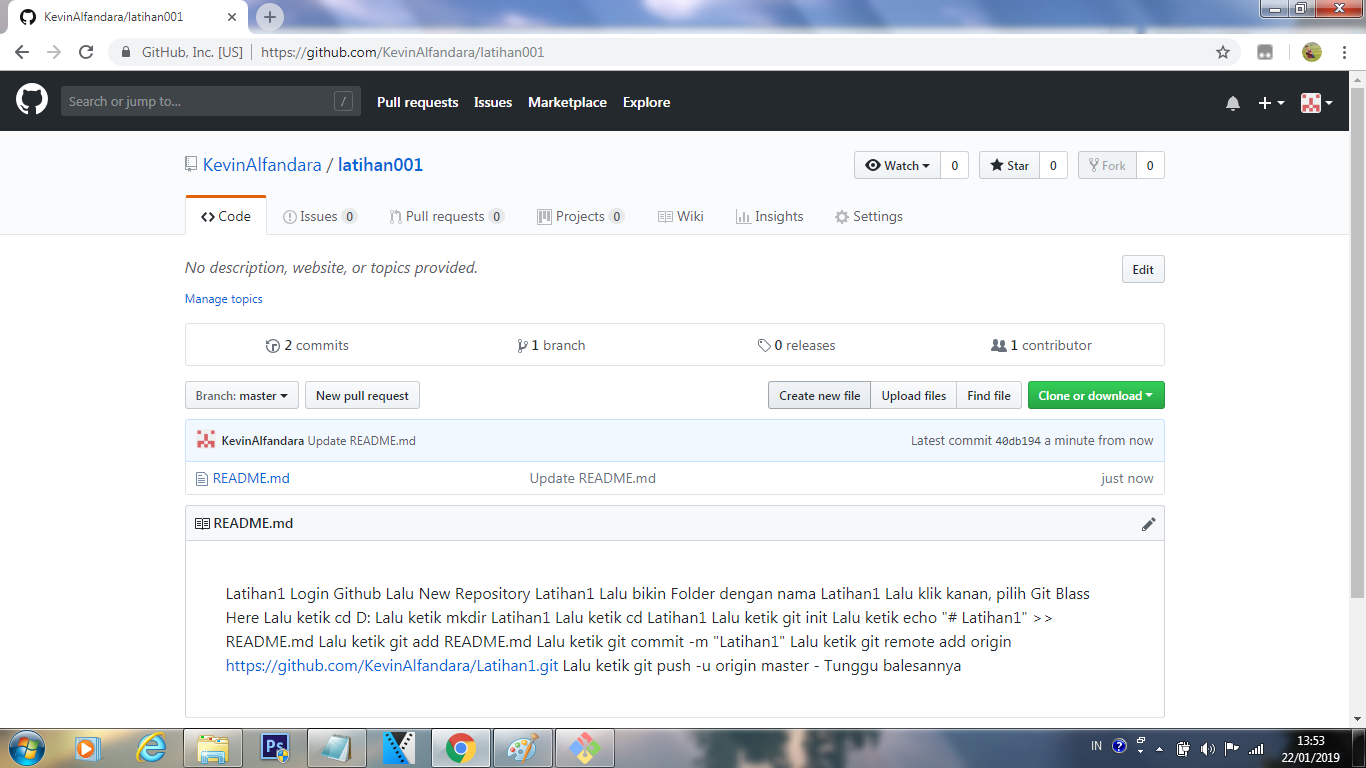 KevinAlfandara/latihan001
GitHub, Inc. [US] https://github.com/KevinAlfandara/latihan001
Search or jump to... / Pull requests Issues Marketplace Explore
KevinAlfandara / latihan001 Watch 0 Star 0 Fork 0
Code Issues 0 Pull requests 0 Projects 0 Wiki Insights Settings
No description, website, or topics provided. Edit
Manage topics
2 commits 1 branch 0 releases 1 contributor
Branch: master New pull request Create new file Upload files Find file Clone or download
KevinAlfandara Update README.md Latest commit 40db194 a minute from now
README.md Update README.md just now
README.md
Latihan1 Login Github Lalu New Repository Latihan1 Lalu bikin Folder dengan nama Latihan1 Lalu klik kanan, pilih Git Blass
Here Lalu ketik cd D: Lalu ketik mkdir Latihan1 Lalu ketik cd Latihan1 Lalu ketik git init Lalu ketik echo "# Latihan1" >>
README.md Lalu ketik git add README.md Lalu ketik git commit -m "Latihan1" Lalu ketik git remote add origin
https://github.com/KevinAlfandara/Latihan1.git Lalu ketik git push -u origin master - Tunggu balesannya
Ps
IN 13:53
22/01/2019